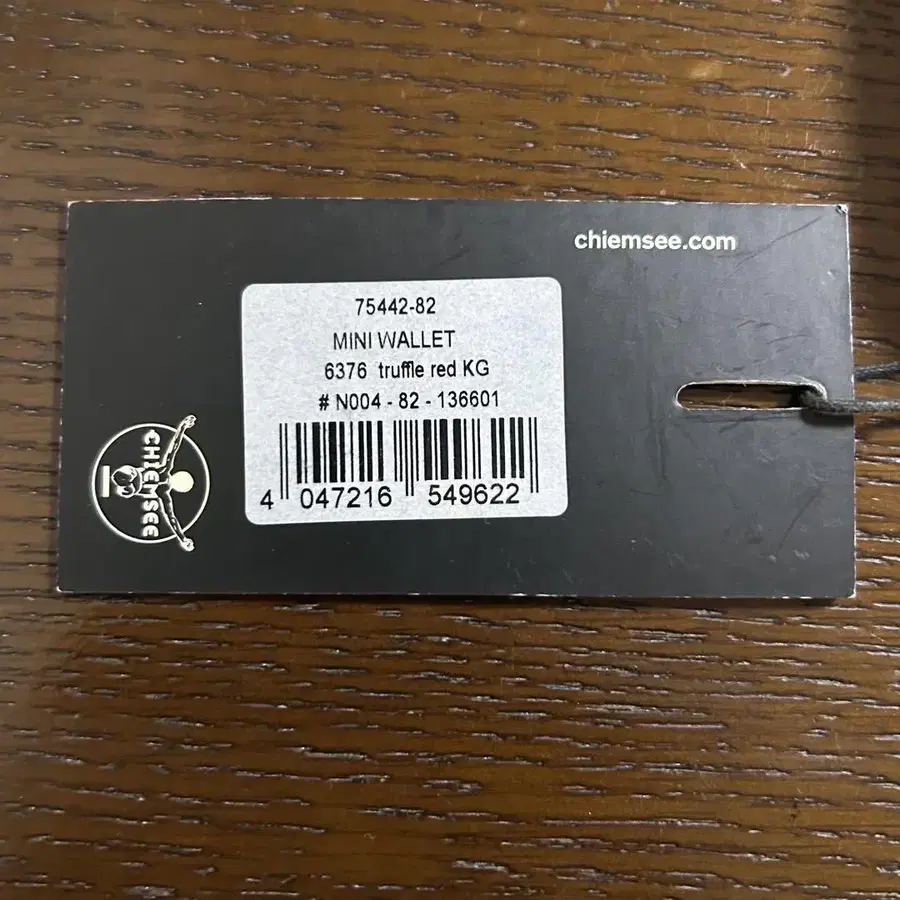 chiemsee.com
75442-82
MINI WALLET
6376 truffle red KG
# N004 - 82 - 136601
4 047216 549622
CHIEMSEE